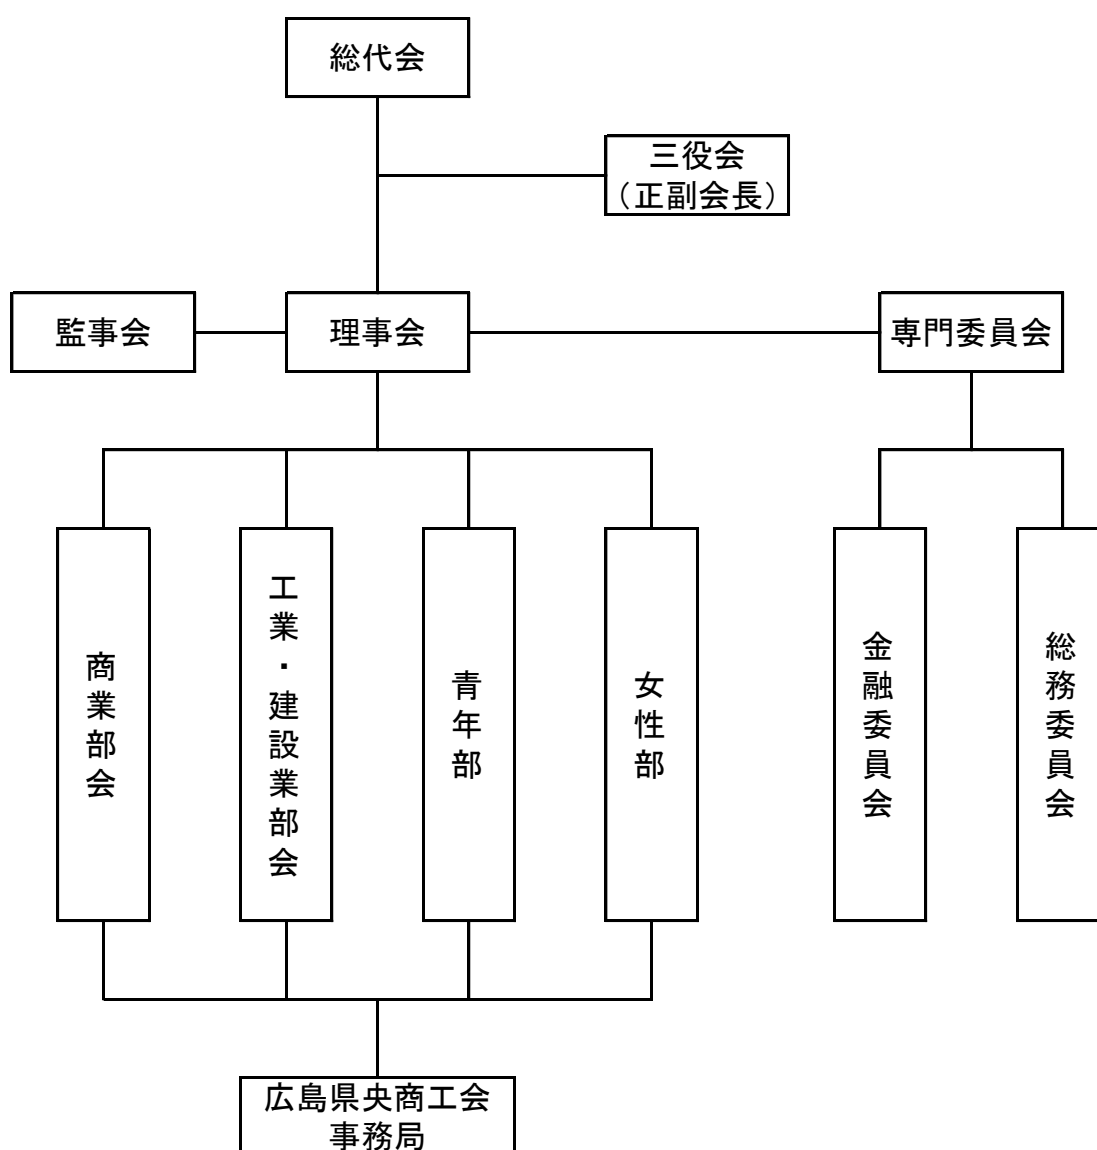 総代会
三役会
（正副会長）
監事会
理事会
専門委員会
商業部会
工業・建設業部会
青年部
女性部
金融委員会
総務委員会
広島県央商工会
事務局